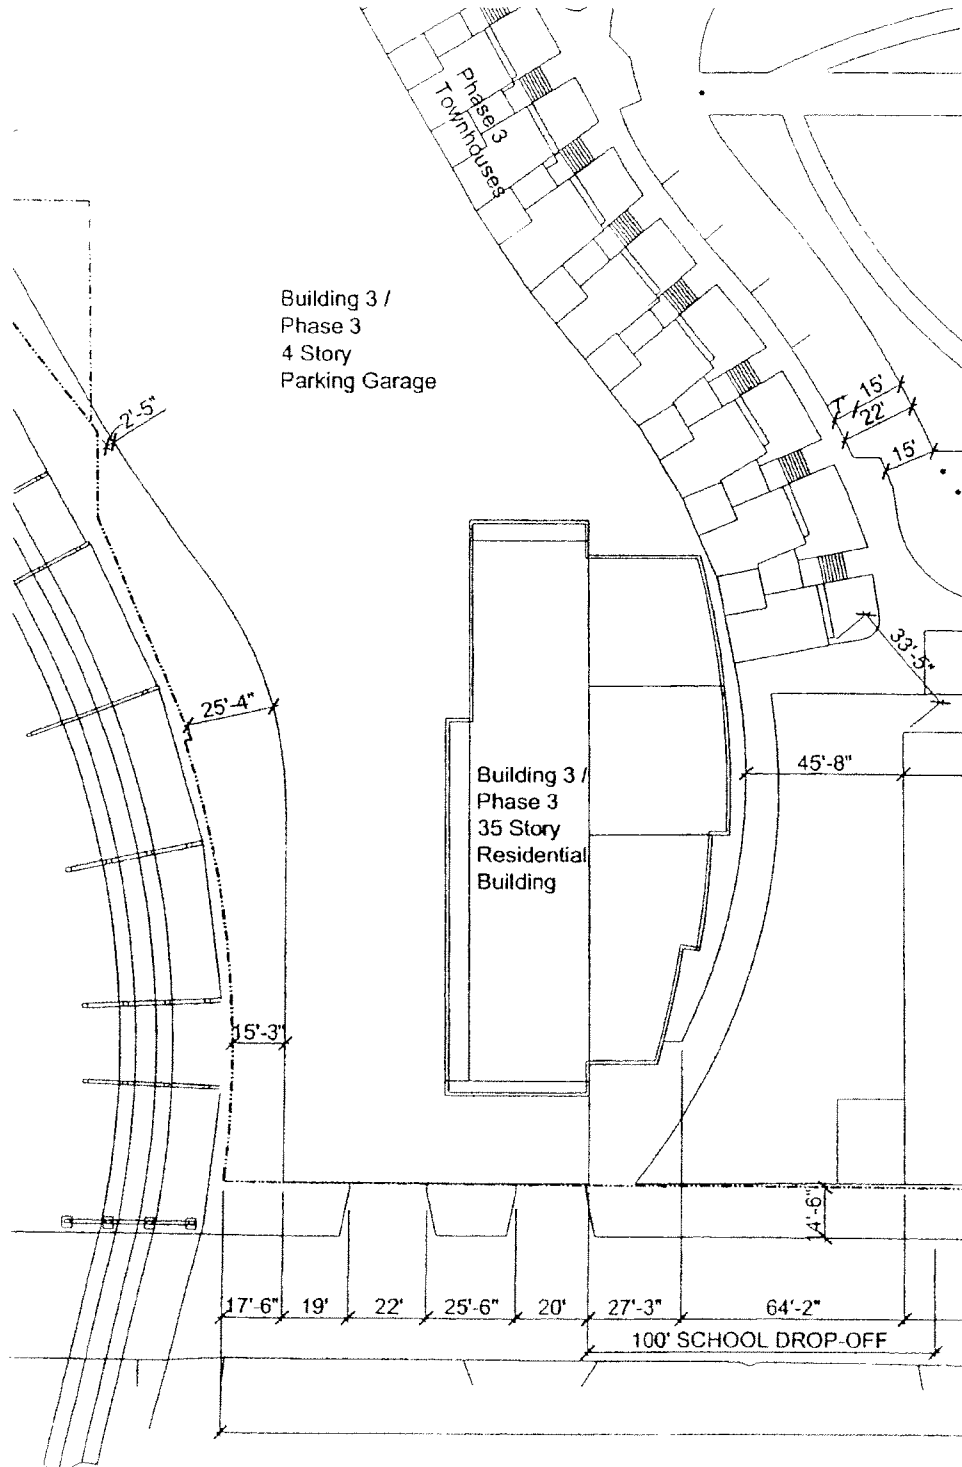 Phase 3
Townhouses
Building 3 /
Phase 3
4 Story
Parking Garage
2'-5"
15'
22'
15'
33'-5"
25'-4"
45'-8"
Building 3 /
Phase 3
35 Story
Residential
Building
15'-3"
14'-6"
17'-6"
19'
22'
25'-6"
20'
27'-3"
64'-2"
100' SCHOOL DROP-OFF